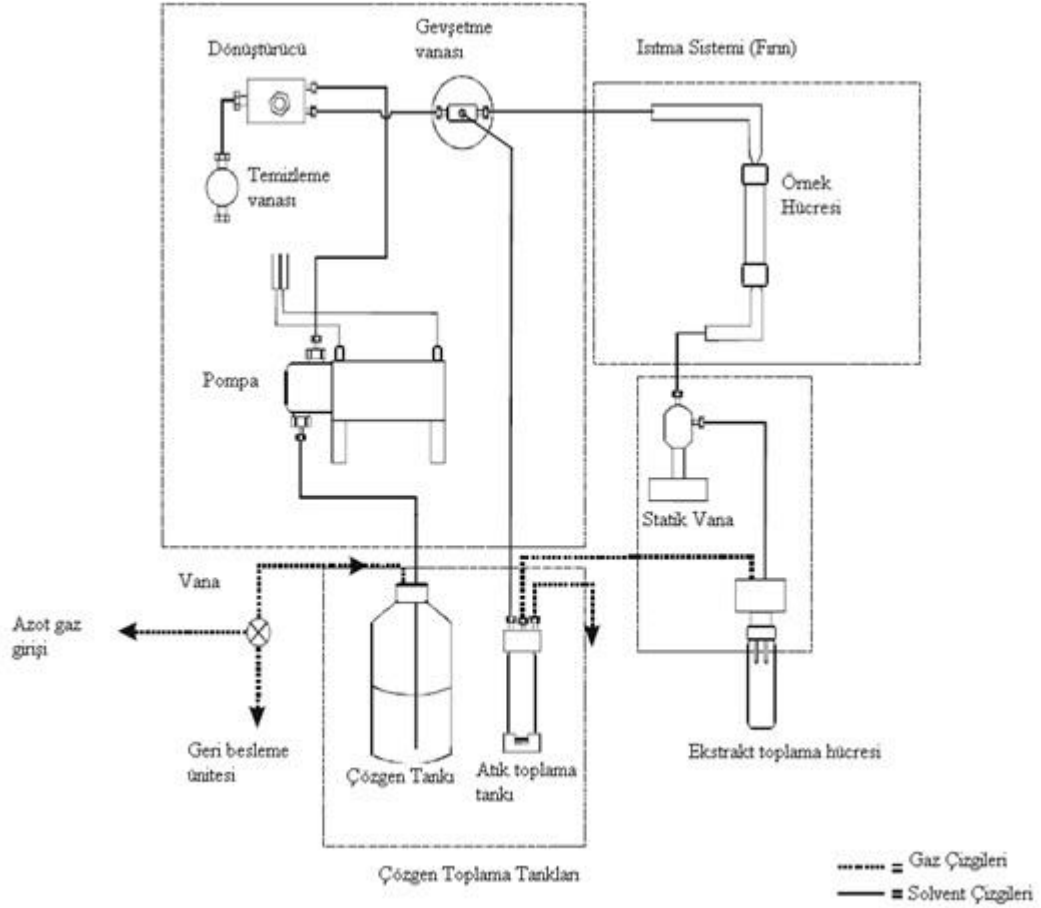 Gevşetme
vanası
Dönüştürücü
Isıtma Sistemi (Fırın)
Temizleme
vanası
Örnek
Hücresi
Pompa
Statik Vana
Vana
Azot gaz
girişi
Geri besleme
ünitesi
Çözgen Tankı
Atık toplama
tankı
Ekstrakt toplama hücresi
Çözgen Toplama Tankları
= Gaz Çizgileri
= Solvent Çizgileri